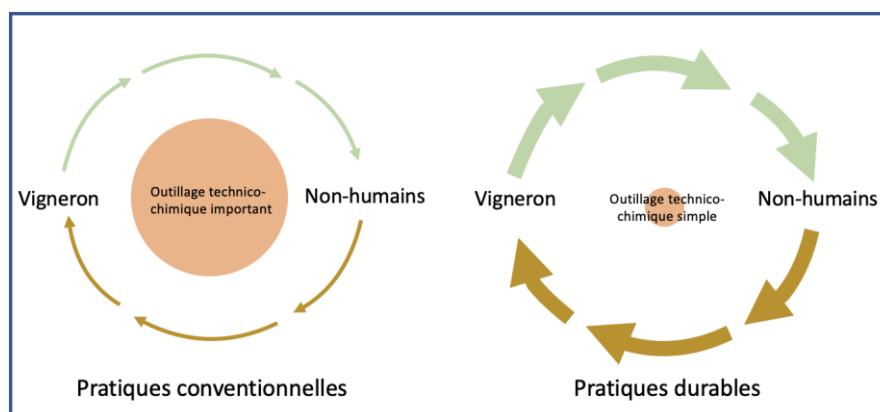 Vigneron
Outillage technico-
chimique important
Non-humains
Pratiques conventionnelles
Vigneron
Outillage technico-
chimique simple
Non-humains
Pratiques durables